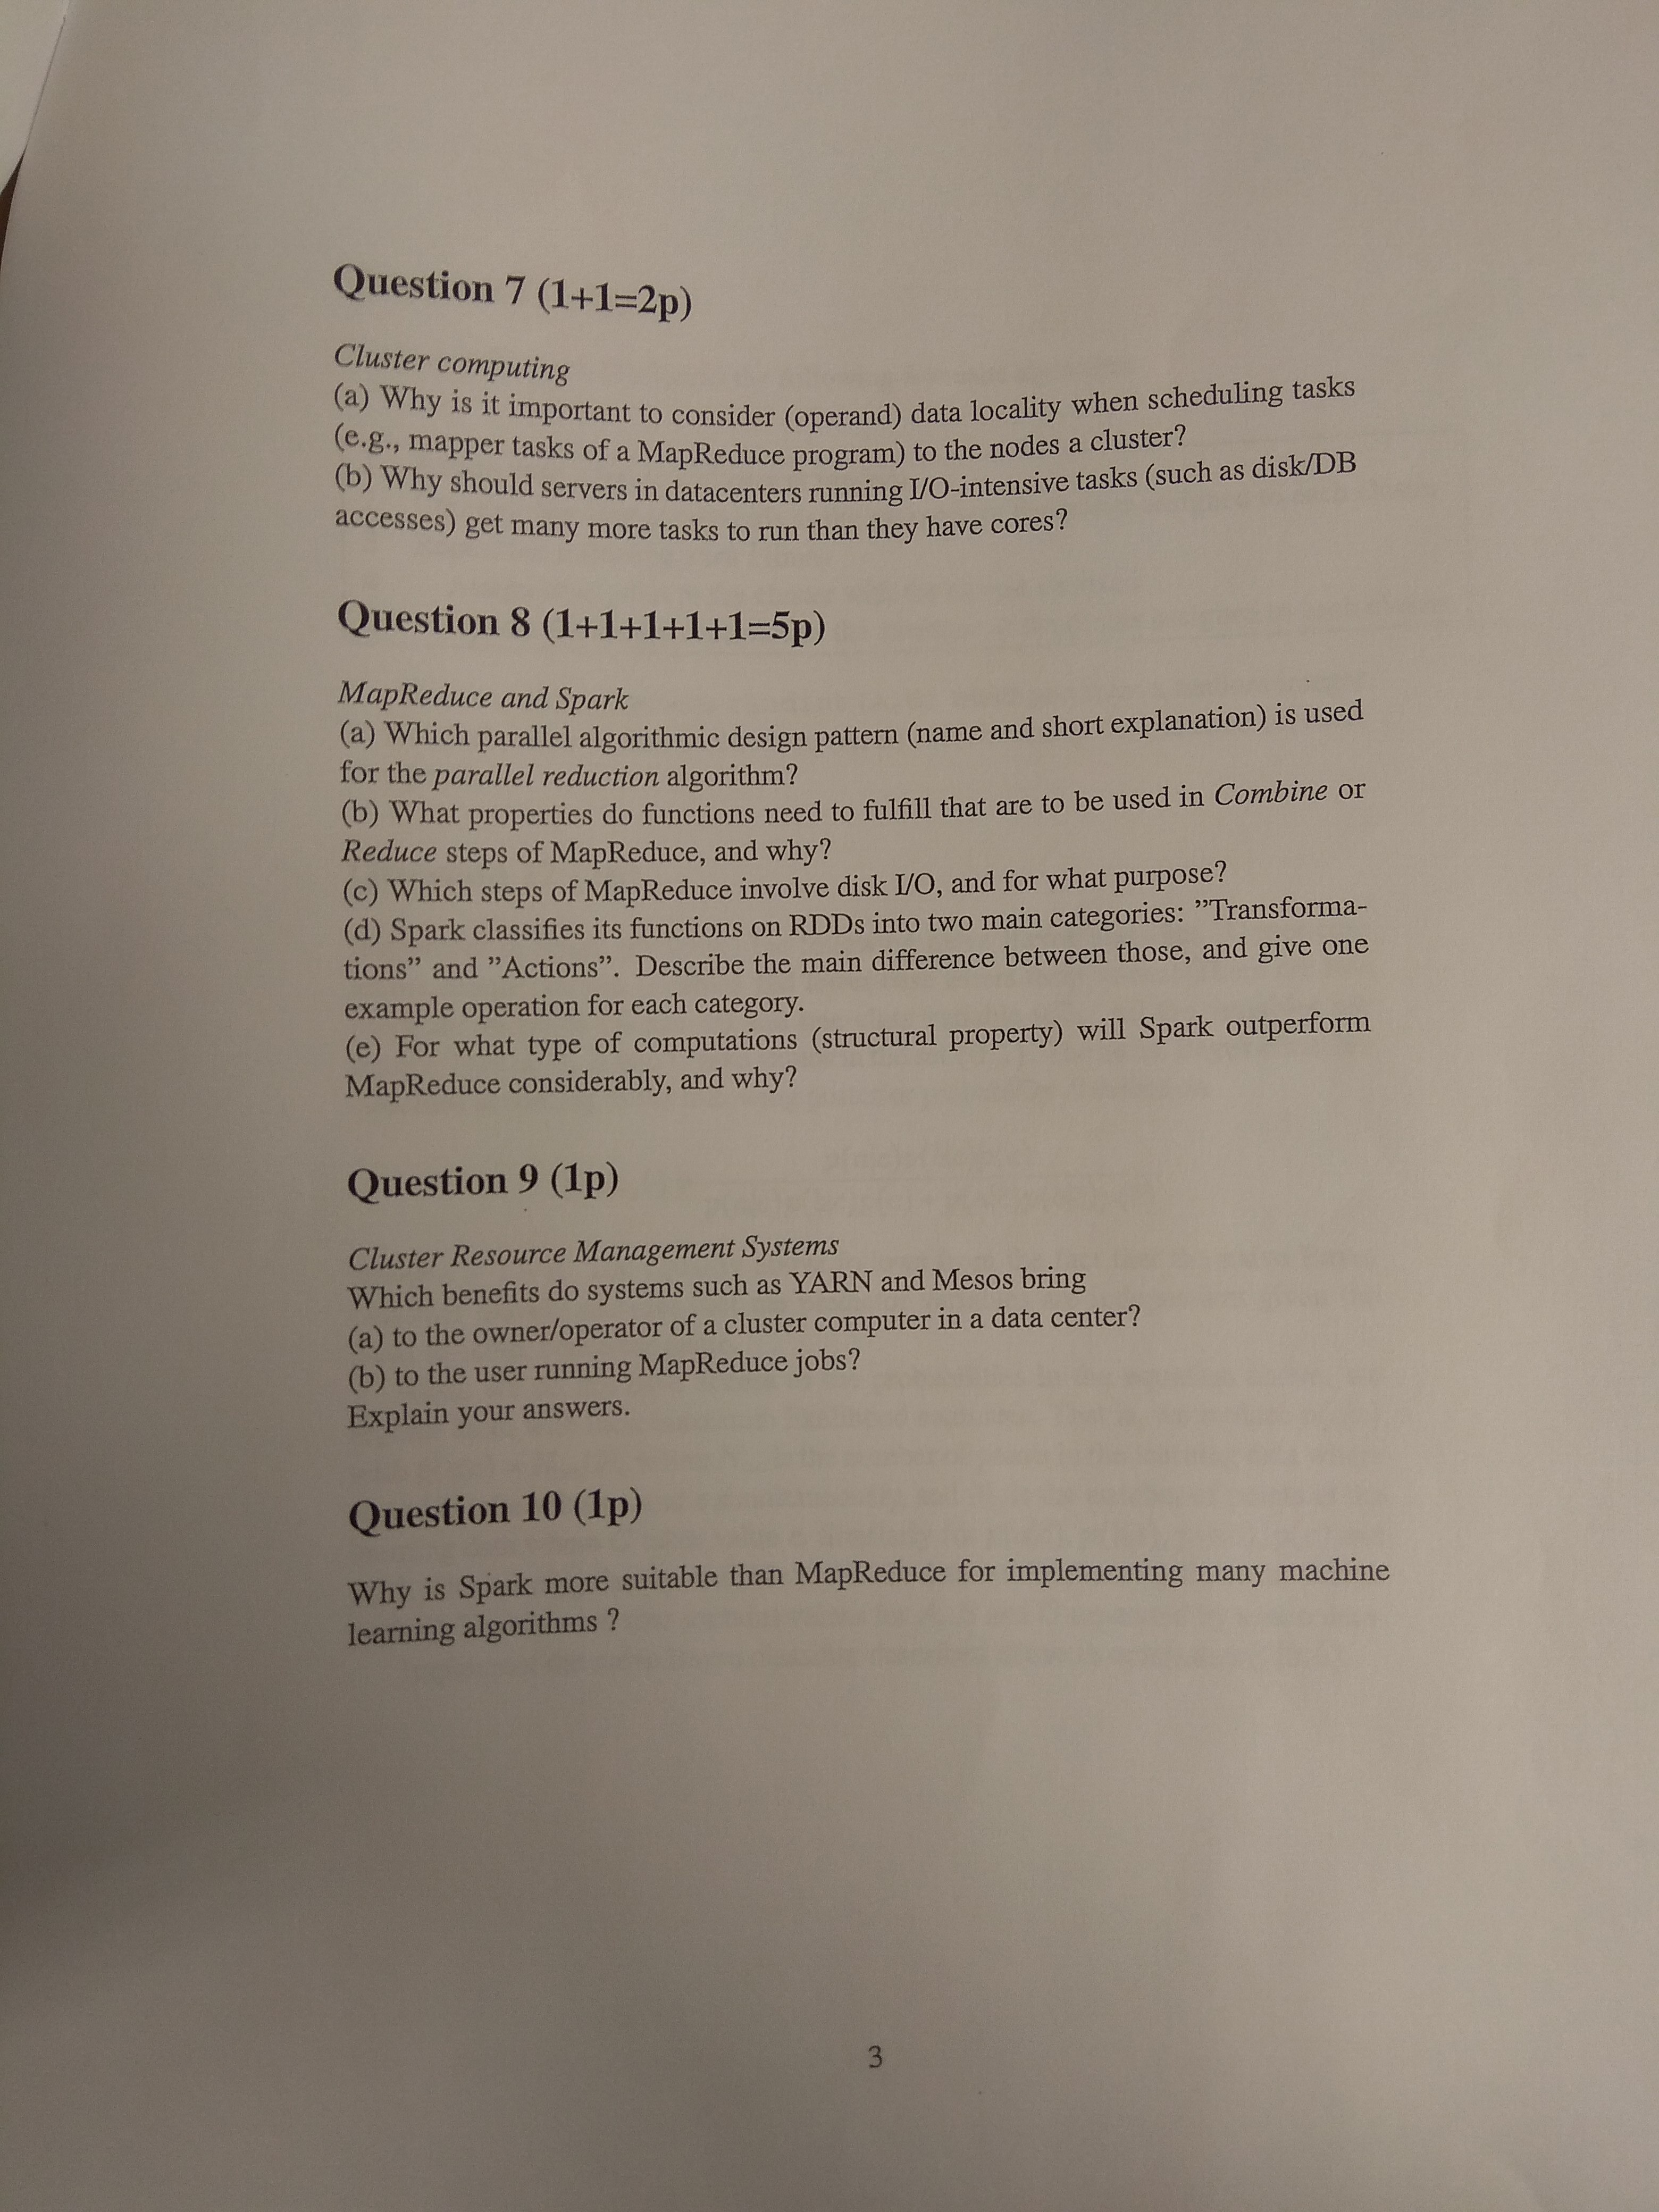 Question 7 (1+1=2p)
Cluster computing
(a) Why is it important to consider (operand) data locality when scheduling tasks
(e.g., mapper tasks of a MapReduce program) to the nodes a cluster?
(b) Why should servers in datacenters running I/O-intensive tasks (such as disk/DB
accesses) get many more tasks to run than they have cores?
Question 8 (1+1+1+1+1=5p)
MapReduce and Spark
(a) Which parallel algorithmic design pattern (name and short explanation) is used
for the parallel reduction algorithm?
(b) What properties do functions need to fulfill that are to be used in Combine or
Reduce steps of MapReduce, and why?
(c) Which steps of MapReduce involve disk I/O, and for what purpose?
(d) Spark classifies its functions on RDDs into two main categories: ”Transforma-
tions” and ”Actions”. Describe the main difference between those, and give one
example operation for each category.
(e) For what type of computations (structural property) will Spark outperform
MapReduce considerably, and why?
Question 9 (1p)
Cluster Resource Management Systems
Which benefits do systems such as YARN and Mesos bring
(a) to the owner/operator of a cluster computer in a data center?
(b) to the user running MapReduce jobs?
Explain your answers.
Question 10 (1p)
Why is Spark more suitable than MapReduce for implementing many machine
learning algorithms ?
3